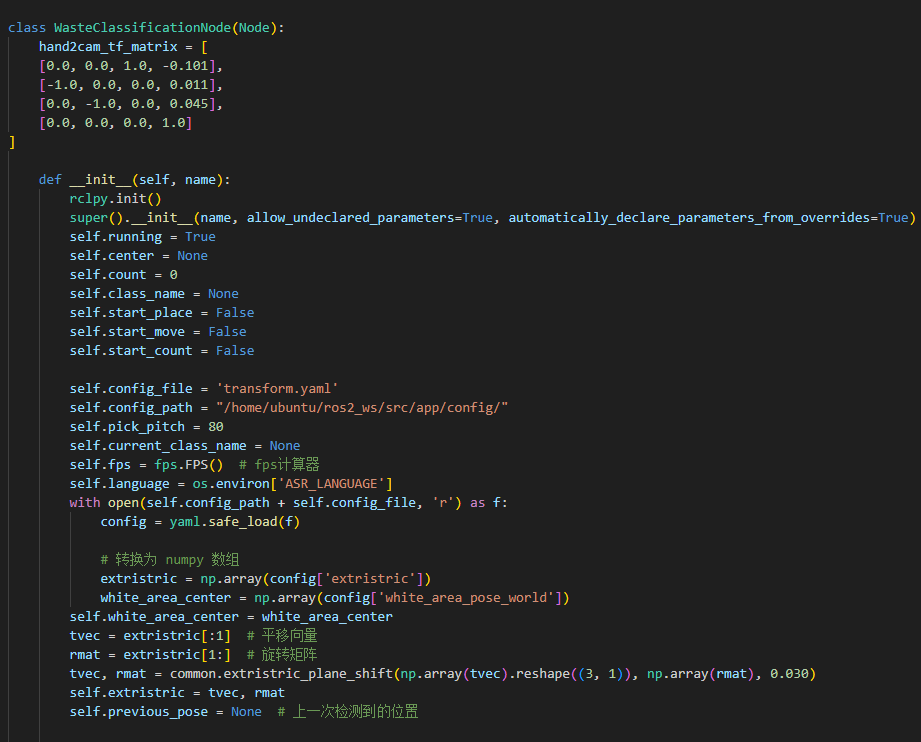 class WasteClassificationNode(Node):
    hand2cam_tf_matrix = [
    [0.0, 0.0, 1.0, -0.101],
    [-1.0, 0.0, 0.0, 0.011],
    [0.0, -1.0, 0.0, 0.045],
    [0.0, 0.0, 0.0, 1.0]
]
    def __init__(self, name):
        rclpy.init()
        super().__init__(name, allow_undeclared_parameters=True, automatically_declare_parameters_from_overrides=True)
        self.running = True
        self.center = None
        self.count = 0
        self.class_name = None
        self.start_place = False
        self.start_move = False
        self.start_count = False
        self.config_file = 'transform.yaml'
        self.config_path = "/home/ubuntu/ros2_ws/src/app/config/"
        self.pick_pitch = 80
        self.current_class_name = None
        self.fps = fps.FPS()  # fps计算器
        self.language = os.environ['ASR_LANGUAGE']
        with open(self.config_path + self.config_file, 'r') as f:
            config = yaml.safe_load(f)
            # 转换为 numpy 数组
            extristric = np.array(config['extristric'])
            white_area_center = np.array(config['white_area_pose_world'])
        self.white_area_center = white_area_center
        tvec = extristric[:1]  # 平移向量
        rmat = extristric[1:]  # 旋转矩阵
        tvec, rmat = common.extristric_plane_shift(np.array(tvec).reshape((3, 1)), np.array(rmat), 0.030)
        self.extristric = tvec, rmat
        self.previous_pose = None  # 上一次检测到的位置